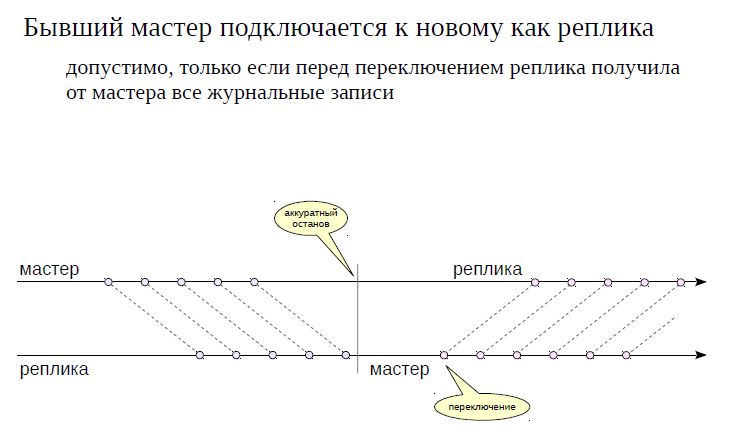 Бывший мастер подключается к новому как реплика
допустимо, только если перед переключением реплика получила
от мастера все журнальные записи
аккуратный
останов
мастер
реплика
реплика
мастер
переключение